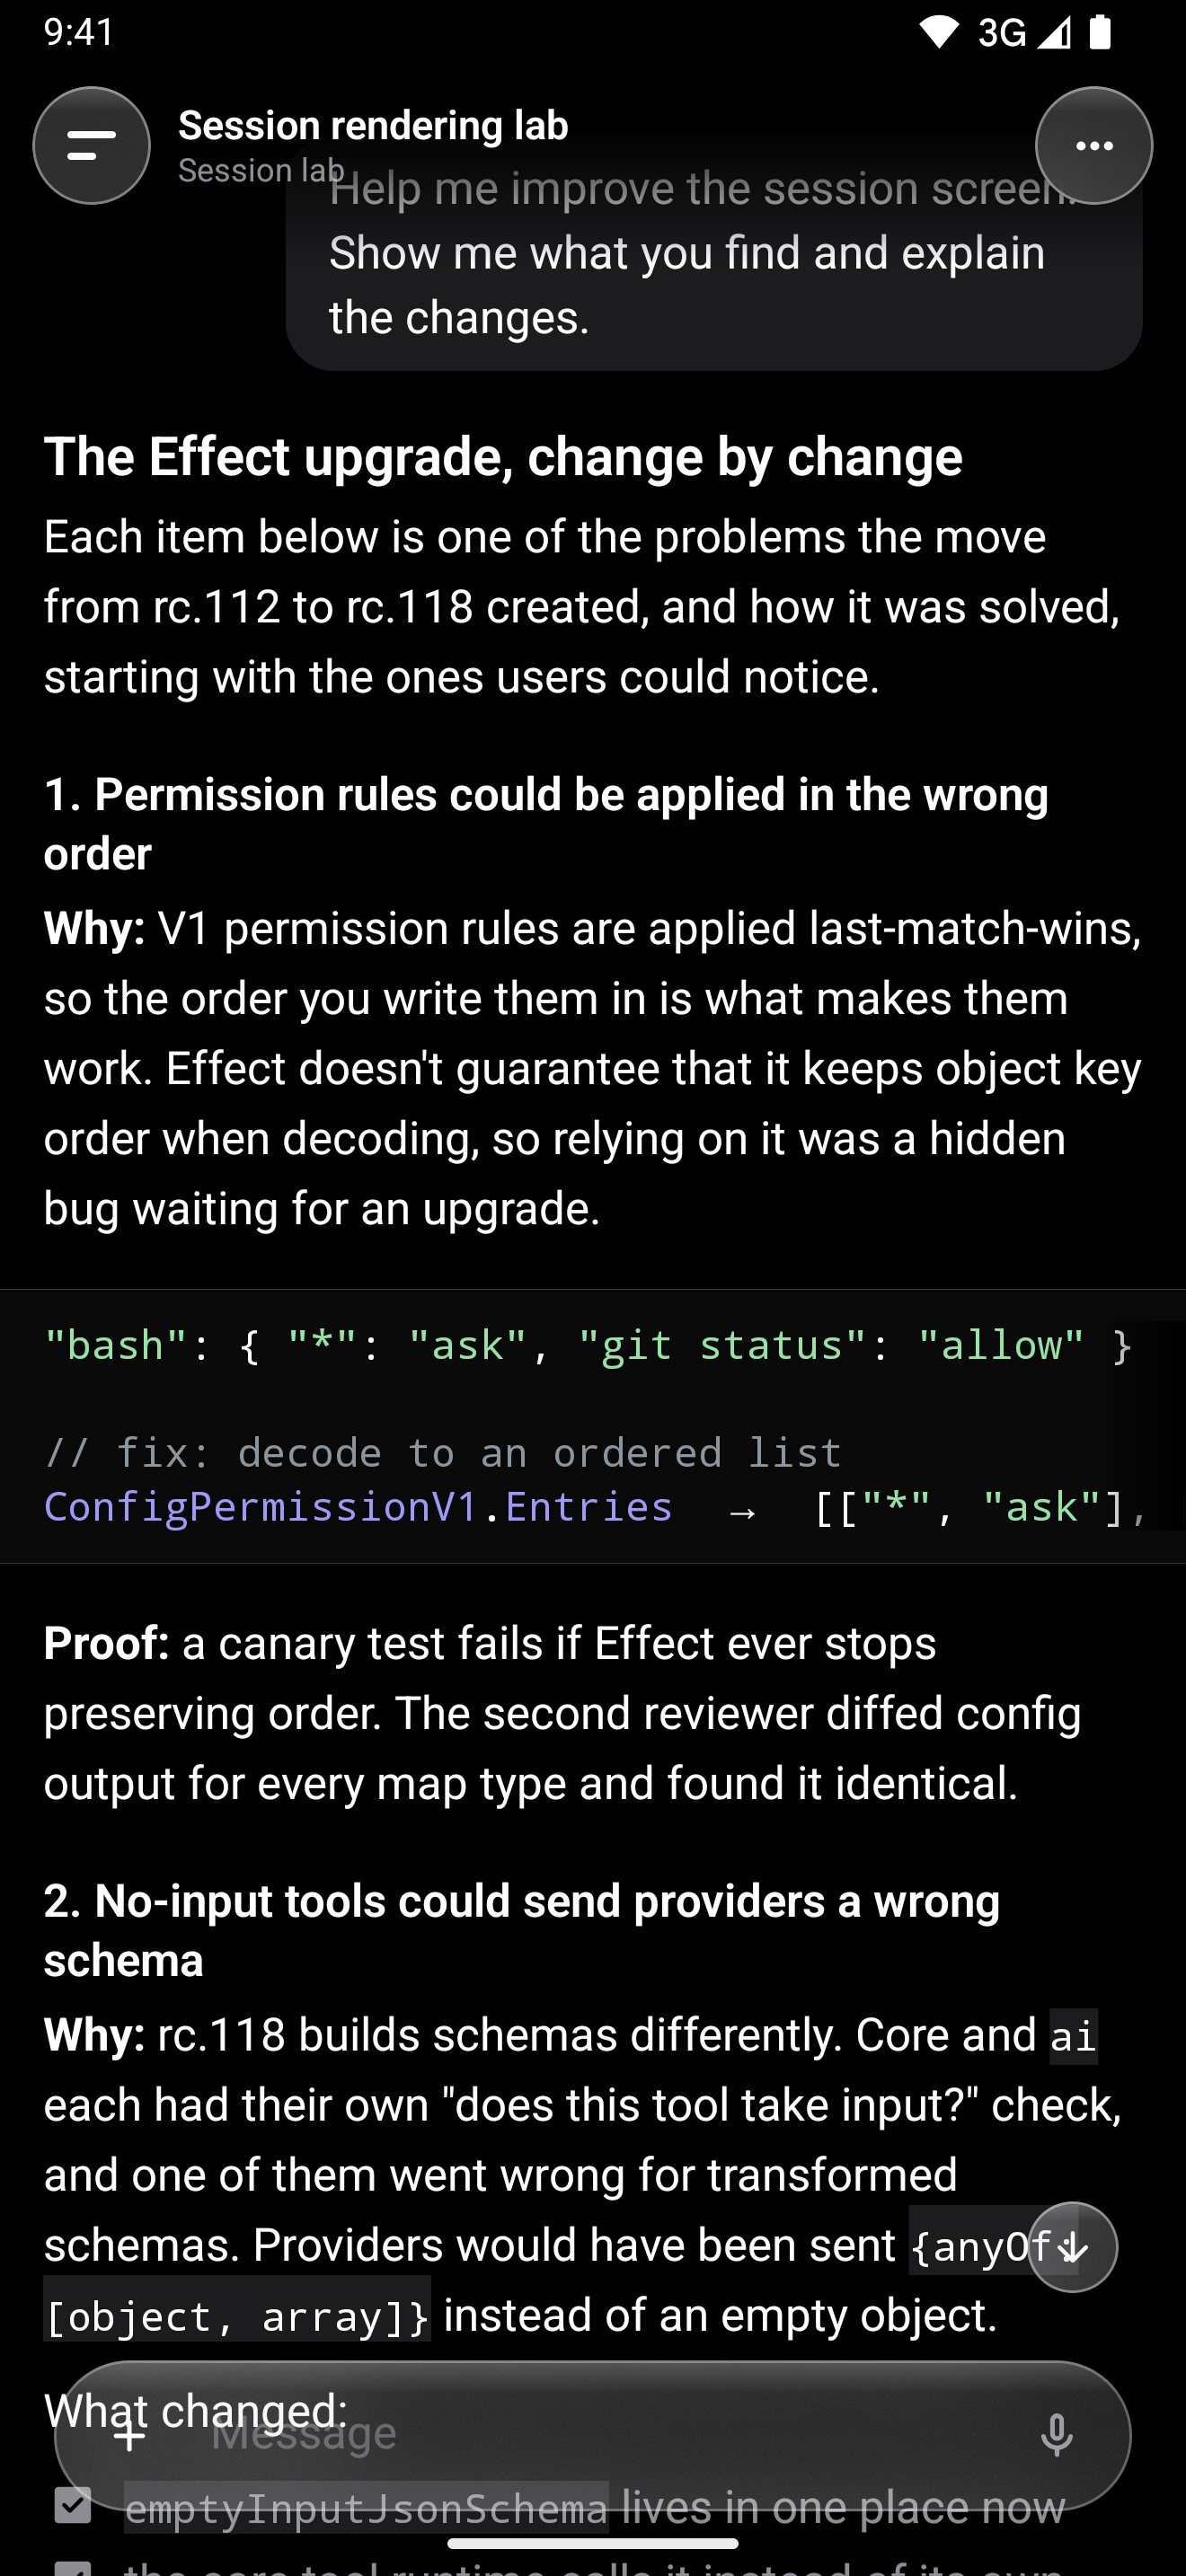 9:41
3G
Session rendering lab
Session lab
Help me improve the session screen.
Show me what you find and explain
the changes.
The Effect upgrade, change by change
Each item below is one of the problems the move
from rc.112 to rc.118 created, and how it was solved,
starting with the ones users could notice.
1. Permission rules could be applied in the wrong
order
Why: V1 permission rules are applied last-match-wins,
so the order you write them in is what makes them
work. Effect doesn't guarantee that it keeps object key
order when decoding, so relying on it was a hidden
bug waiting for an upgrade.
"bash": { "*": "ask", "git status": "allow" }
// fix: decode to an ordered list
ConfigPermissionV1.Entries → [["*", "ask"],
Proof: a canary test fails if Effect ever stops
preserving order. The second reviewer diffed config
output for every map type and found it identical.
2. No-input tools could send providers a wrong
schema
Why: rc.118 builds schemas differently. Core and ai
each had their own "does this tool take input?" check,
and one of them went wrong for transformed
schemas. Providers would have been sent {anyOf:
[object, array]} instead of an empty object.
What changed:
Message
emptyInputJsonSchema lives in one place now
the core tool runtime calls it instead of its own